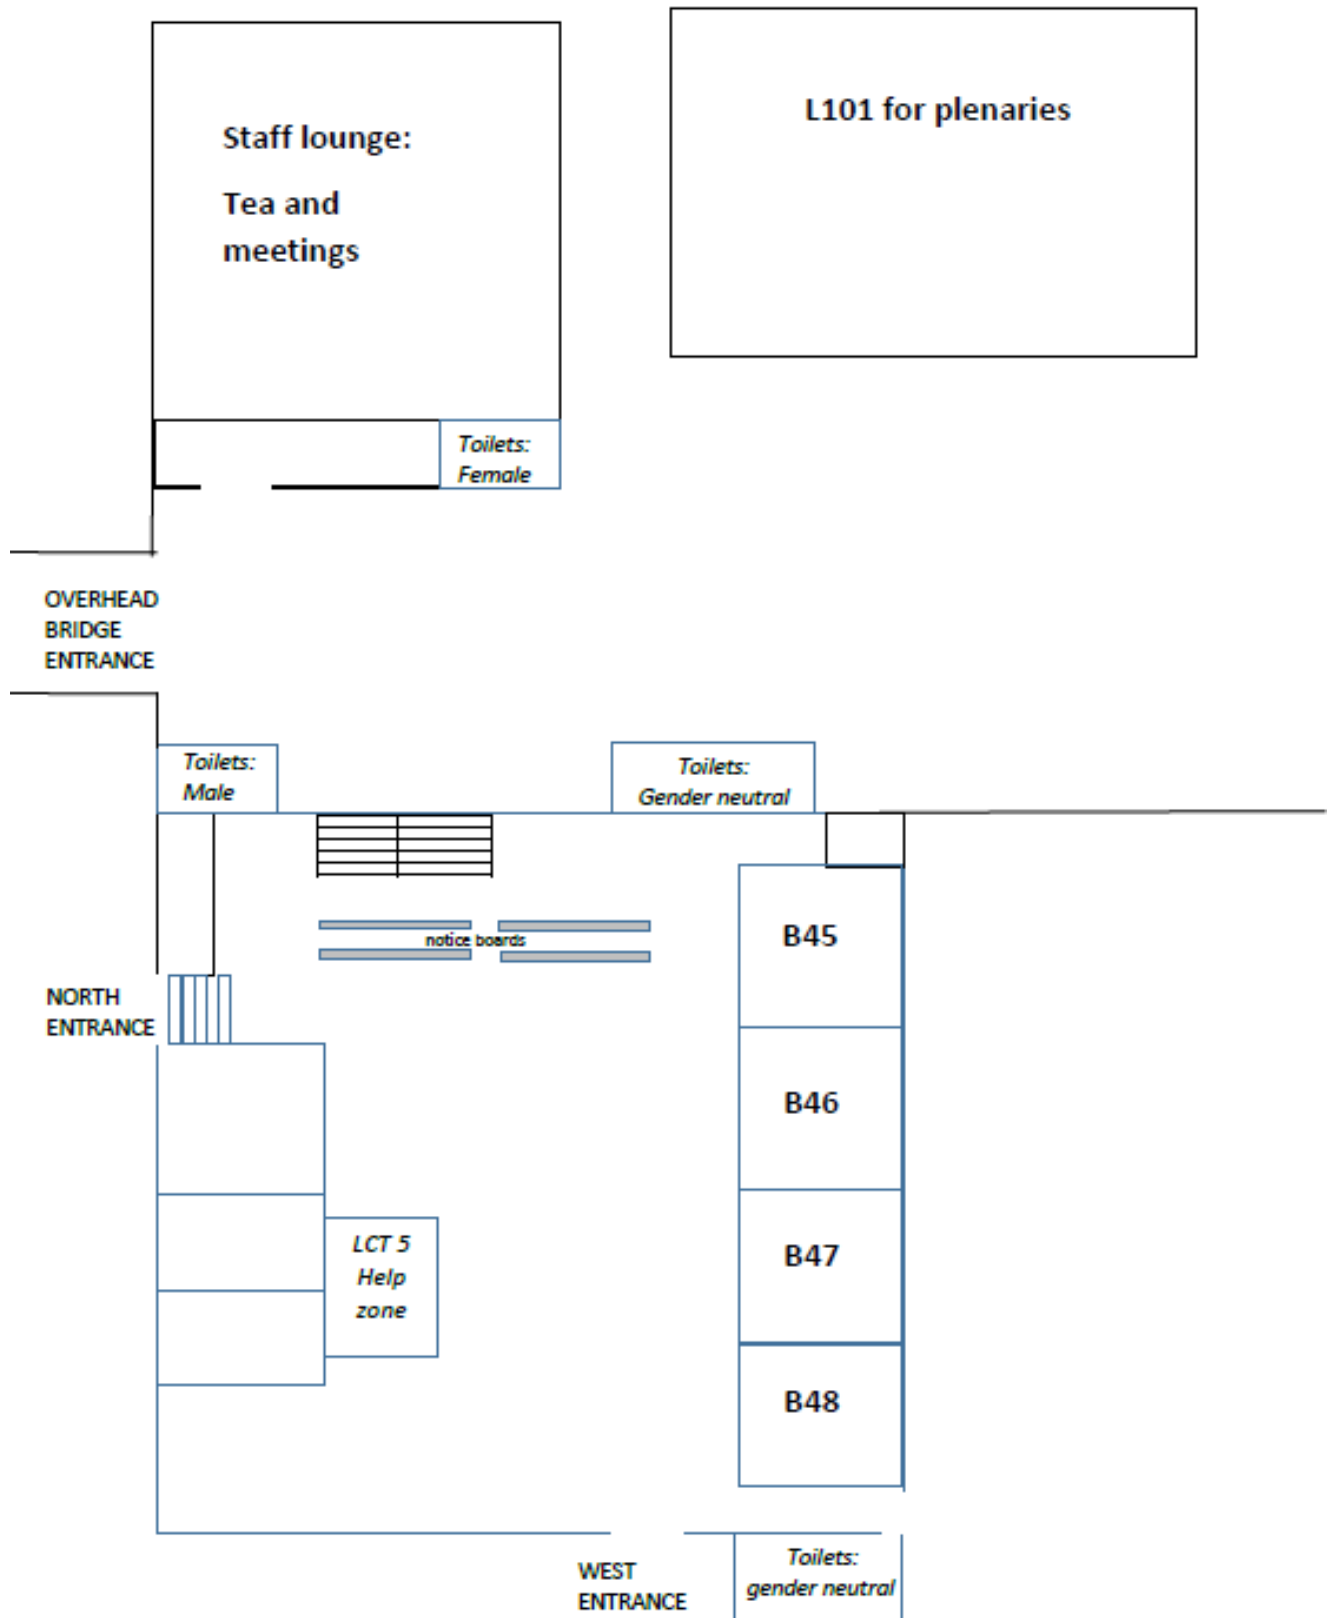 L101 for plenaries
Staff lounge:
Tea and
meetings
Toilets:
Female
OVERHEAD
BRIDGE
ENTRANCE
Toilets:
Male
Toilets:
Gender neutral
notice boards
B45
NORTH
ENTRANCE
B46
LCT 5
Help
zone
B47
B48
WEST
ENTRANCE
Toilets:
gender neutral